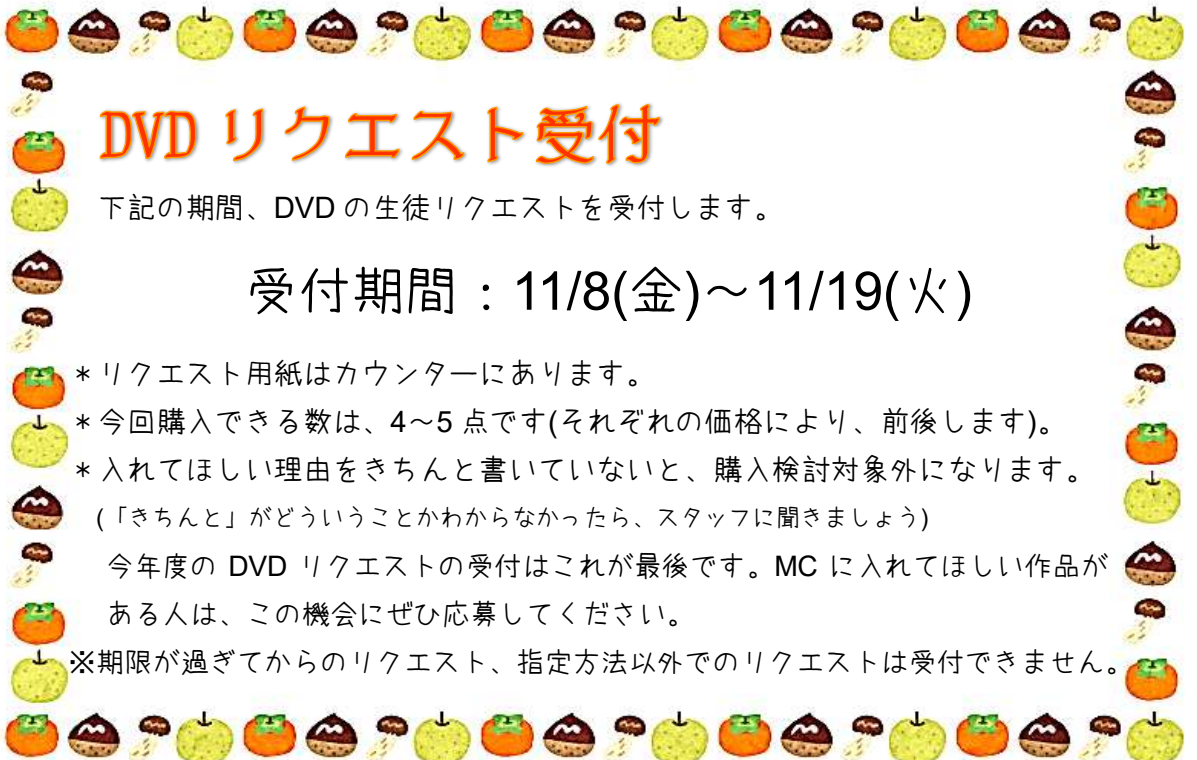 DVD リクエスト受付
下記の期間、DVD の生徒リクエストを受付します。
受付期間：11/8(金)～11/19(火)
＊リクエスト用紙はカウンターにあります。
＊今回購入できる数は、4～5 点です(それぞれの価格により、前後します)。
＊入れてほしい理由をきちんと書いていないと、購入検討対象外になります。
(「きちんと」がどういうことかわからなかったら、スタッフに聞きましょう)
今年度の DVD リクエストの受付はこれが最後です。MC に入れてほしい作品が
ある人は、この機会にぜひ応募してください。
※期限が過ぎてからのリクエスト、指定方法以外でのリクエストは受付できません。